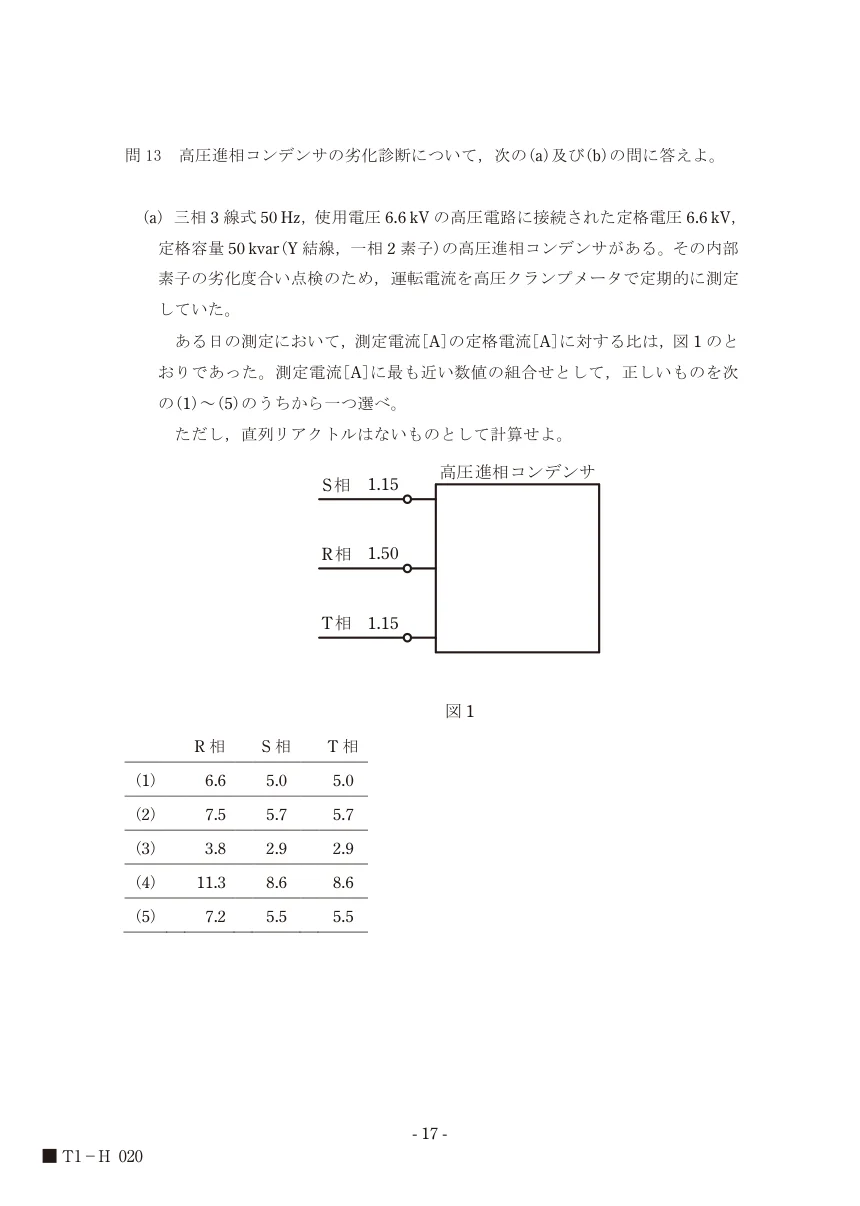 問 13 高圧進相コンデンサの劣化診断について，次の(a)及び(b)の問に答えよ。
(a) 三相 3 線式 50 Hz，使用電圧 6.6 kV の高圧電路に接続された定格電圧 6.6 kV，
定格容量 50 kvar(Y 結線，一相 2 素子)の高圧進相コンデンサがある。その内部
素子の劣化度合い点検のため，運転電流を高圧クランプメータで定期的に測定
していた。
ある日の測定において，測定電流[A]の定格電流[A]に対する比は，図 1 のと
おりであった。測定電流[A]に最も近い数値の組合せとして，正しいものを次
の(1)～(5)のうちから一つ選べ。
ただし，直列リアクトルはないものとして計算せよ。
高圧進相コンデンサ
S相 1.15
R相 1.50
T相 1.15
図 1
R 相 S 相 T 相
(1) 6.6 5.0 5.0
(2) 7.5 5.7 5.7
(3) 3.8 2.9 2.9
(4) 11.3 8.6 8.6
(5) 7.2 5.5 5.5
- 17 -
■ T1－H 020